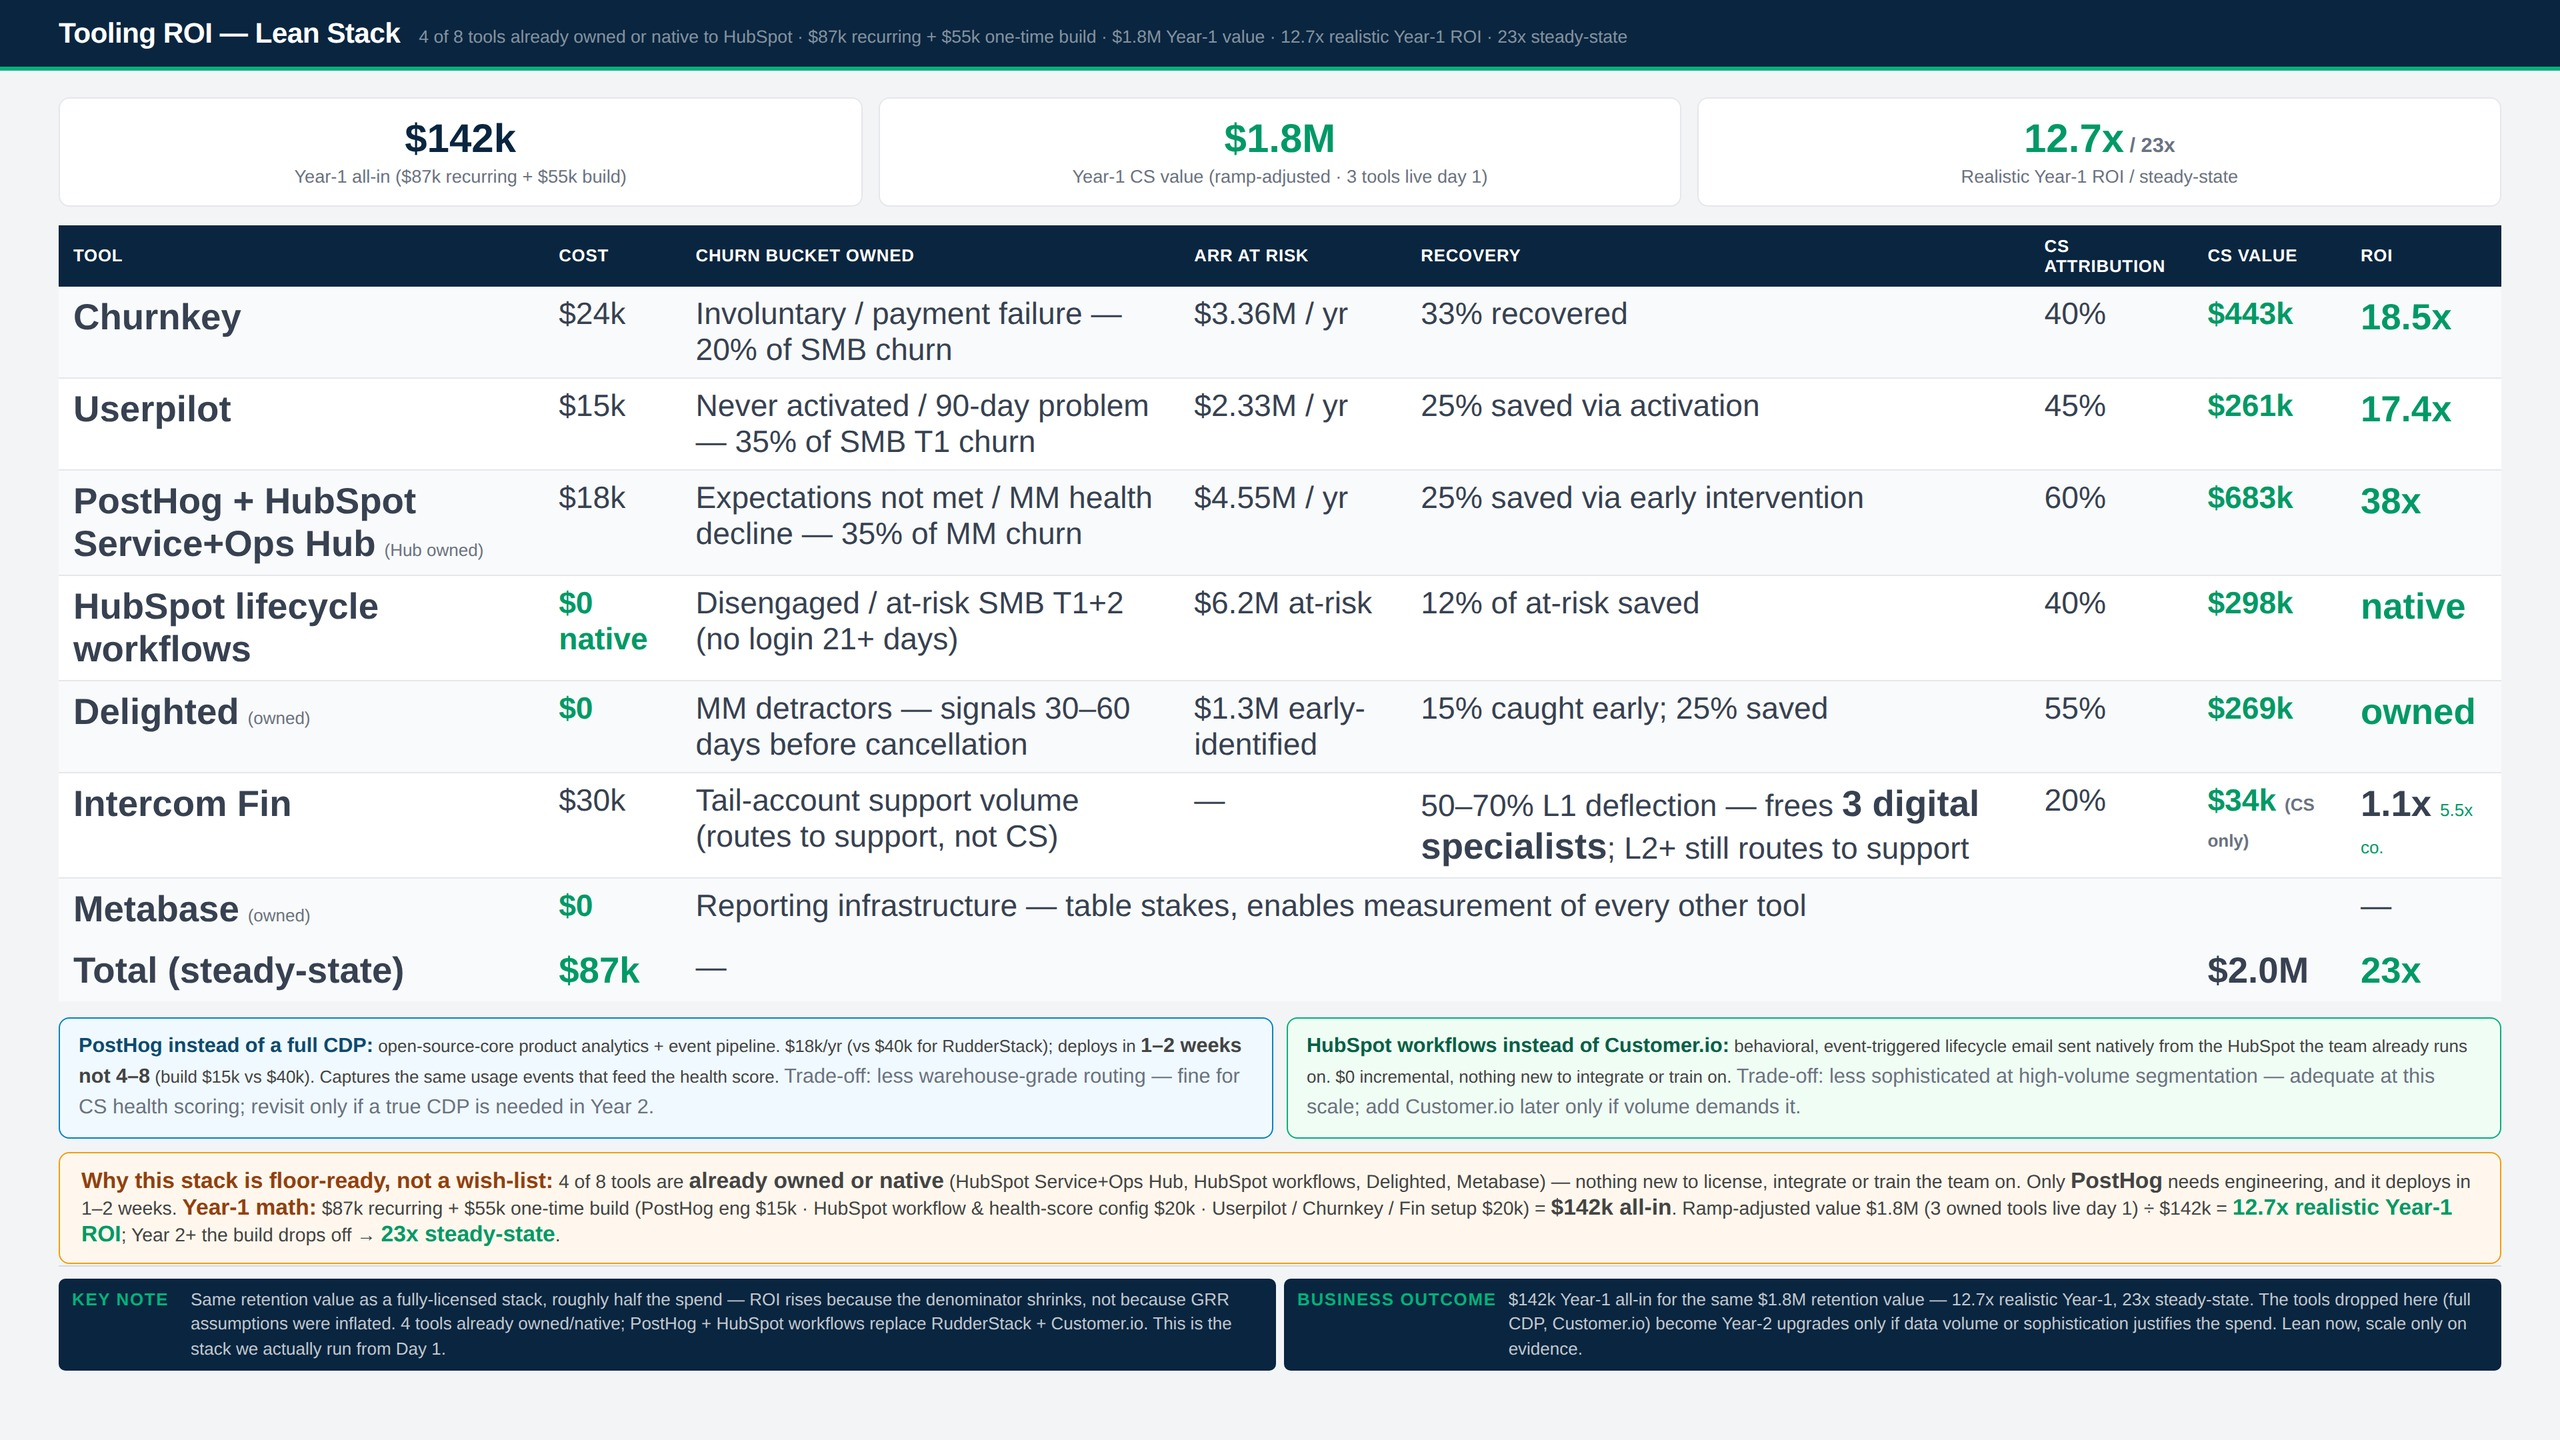 Tooling ROI — Lean Stack 4 of 8 tools already owned or native to HubSpot · $87k recurring + $55k one-time build · $1.8M Year-1 value · 12.7x realistic Year-1 ROI · 23x steady-state
$142k
Year-1 all-in ($87k recurring + $55k build)
$1.8M
Year-1 CS value (ramp-adjusted · 3 tools live day 1)
12.7x / 23x
Realistic Year-1 ROI / steady-state
TOOL COST CHURN BUCKET OWNED ARR AT RISK RECOVERY CS ATTRIBUTION CS VALUE ROI
Churnkey $24k Involuntary / payment failure — $3.36M / yr 33% recovered 40% $443k 18.5x
20% of SMB churn
Userpilot $15k Never activated / 90-day problem $2.33M / yr 25% saved via activation 45% $261k 17.4x
— 35% of SMB T1 churn
PostHog + HubSpot $18k Expectations not met / MM health $4.55M / yr 25% saved via early intervention 60% $683k 38x
Service+Ops Hub (Hub owned) decline — 35% of MM churn
HubSpot lifecycle $0 Disengaged / at-risk SMB T1+2 $6.2M at-risk 12% of at-risk saved 40% $298k native
workflows native (no login 21+ days)
Delighted (owned) $0 MM detractors — signals 30–60 $1.3M early- 15% caught early; 25% saved 55% $269k owned
days before cancellation identified
Intercom Fin $30k Tail-account support volume — 50–70% L1 deflection — frees 3 digital 20% $34k (CS 1.1x 5.5x
(routes to support, not CS) specialists; L2+ still routes to support only) co.
Metabase (owned) $0 Reporting infrastructure — table stakes, enables measurement of every other tool —
Total (steady-state) $87k — $2.0M 23x
PostHog instead of a full CDP: open-source-core product analytics + event pipeline. $18k/yr (vs $40k for RudderStack); deploys in 1–2 weeks
not 4–8 (build $15k vs $40k). Captures the same usage events that feed the health score. Trade-off: less warehouse-grade routing — fine for
CS health scoring; revisit only if a true CDP is needed in Year 2.
HubSpot workflows instead of Customer.io: behavioral, event-triggered lifecycle email sent natively from the HubSpot the team already runs
on. $0 incremental, nothing new to integrate or train on. Trade-off: less sophisticated at high-volume segmentation — adequate at this
scale; add Customer.io later only if volume demands it.
Why this stack is floor-ready, not a wish-list: 4 of 8 tools are already owned or native (HubSpot Service+Ops Hub, HubSpot workflows, Delighted, Metabase) — nothing new to license, integrate or train the team on. Only PostHog needs engineering, and it deploys in
1–2 weeks. Year-1 math: $87k recurring + $55k one-time build (PostHog eng $15k · HubSpot workflow & health-score config $20k · Userpilot / Churnkey / Fin setup $20k) = $142k all-in. Ramp-adjusted value $1.8M (3 owned tools live day 1) ÷ $142k = 12.7x realistic Year-1
ROI; Year 2+ the build drops off → 23x steady-state.
KEY NOTE Same retention value as a fully-licensed stack, roughly half the spend — ROI rises because the denominator shrinks, not because GRR
assumptions were inflated. 4 tools already owned/native; PostHog + HubSpot workflows replace RudderStack + Customer.io. This is the
stack we actually run from Day 1.
BUSINESS OUTCOME $142k Year-1 all-in for the same $1.8M retention value — 12.7x realistic Year-1, 23x steady-state. The tools dropped here (full
CDP, Customer.io) become Year-2 upgrades only if data volume or sophistication justifies the spend. Lean now, scale only on
evidence.